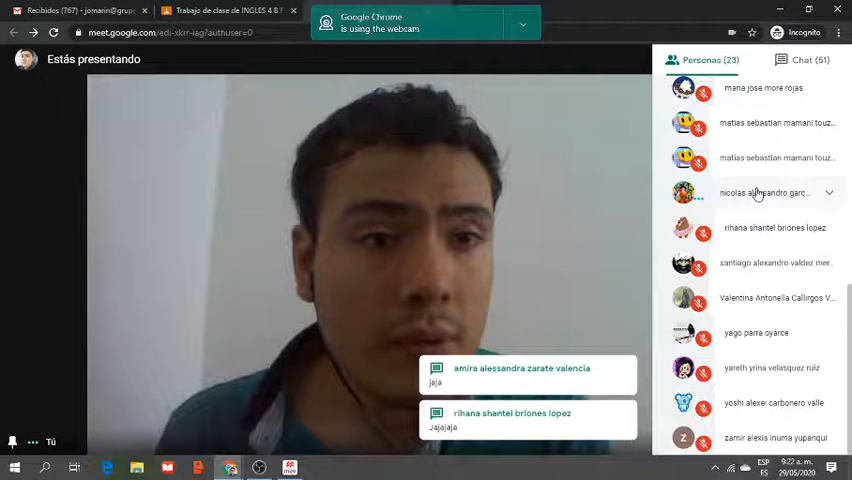 Recibidos (767) - jomarin@grup
Trabajo de clase de INGLES 4 B F
Google Chrome
is using the webcam
meet.google.com/edi-xkrr-iag?authuser=0
Incognito
Estás presentando
Personas (23)
Chat (51)
maria jose more rojas
matias sebastian mamani touz...
matias sebastian mamani touz...
nicolas alessandro garc...
rihana shantel briones lopez
santiago alexandro valdez mer...
Valentina Antonella Callirgos V...
yago parra oyarce
yareth yrina velasquez ruiz
yoshi alexei carbonero valle
Z
zamir alexis inuma yupanqui
amira alessandra zarate valencia
jaja
rihana shantel briones lopez
Jajajaja
Tú
mee
ESP
ES
9:22 a. m.
29/05/2020